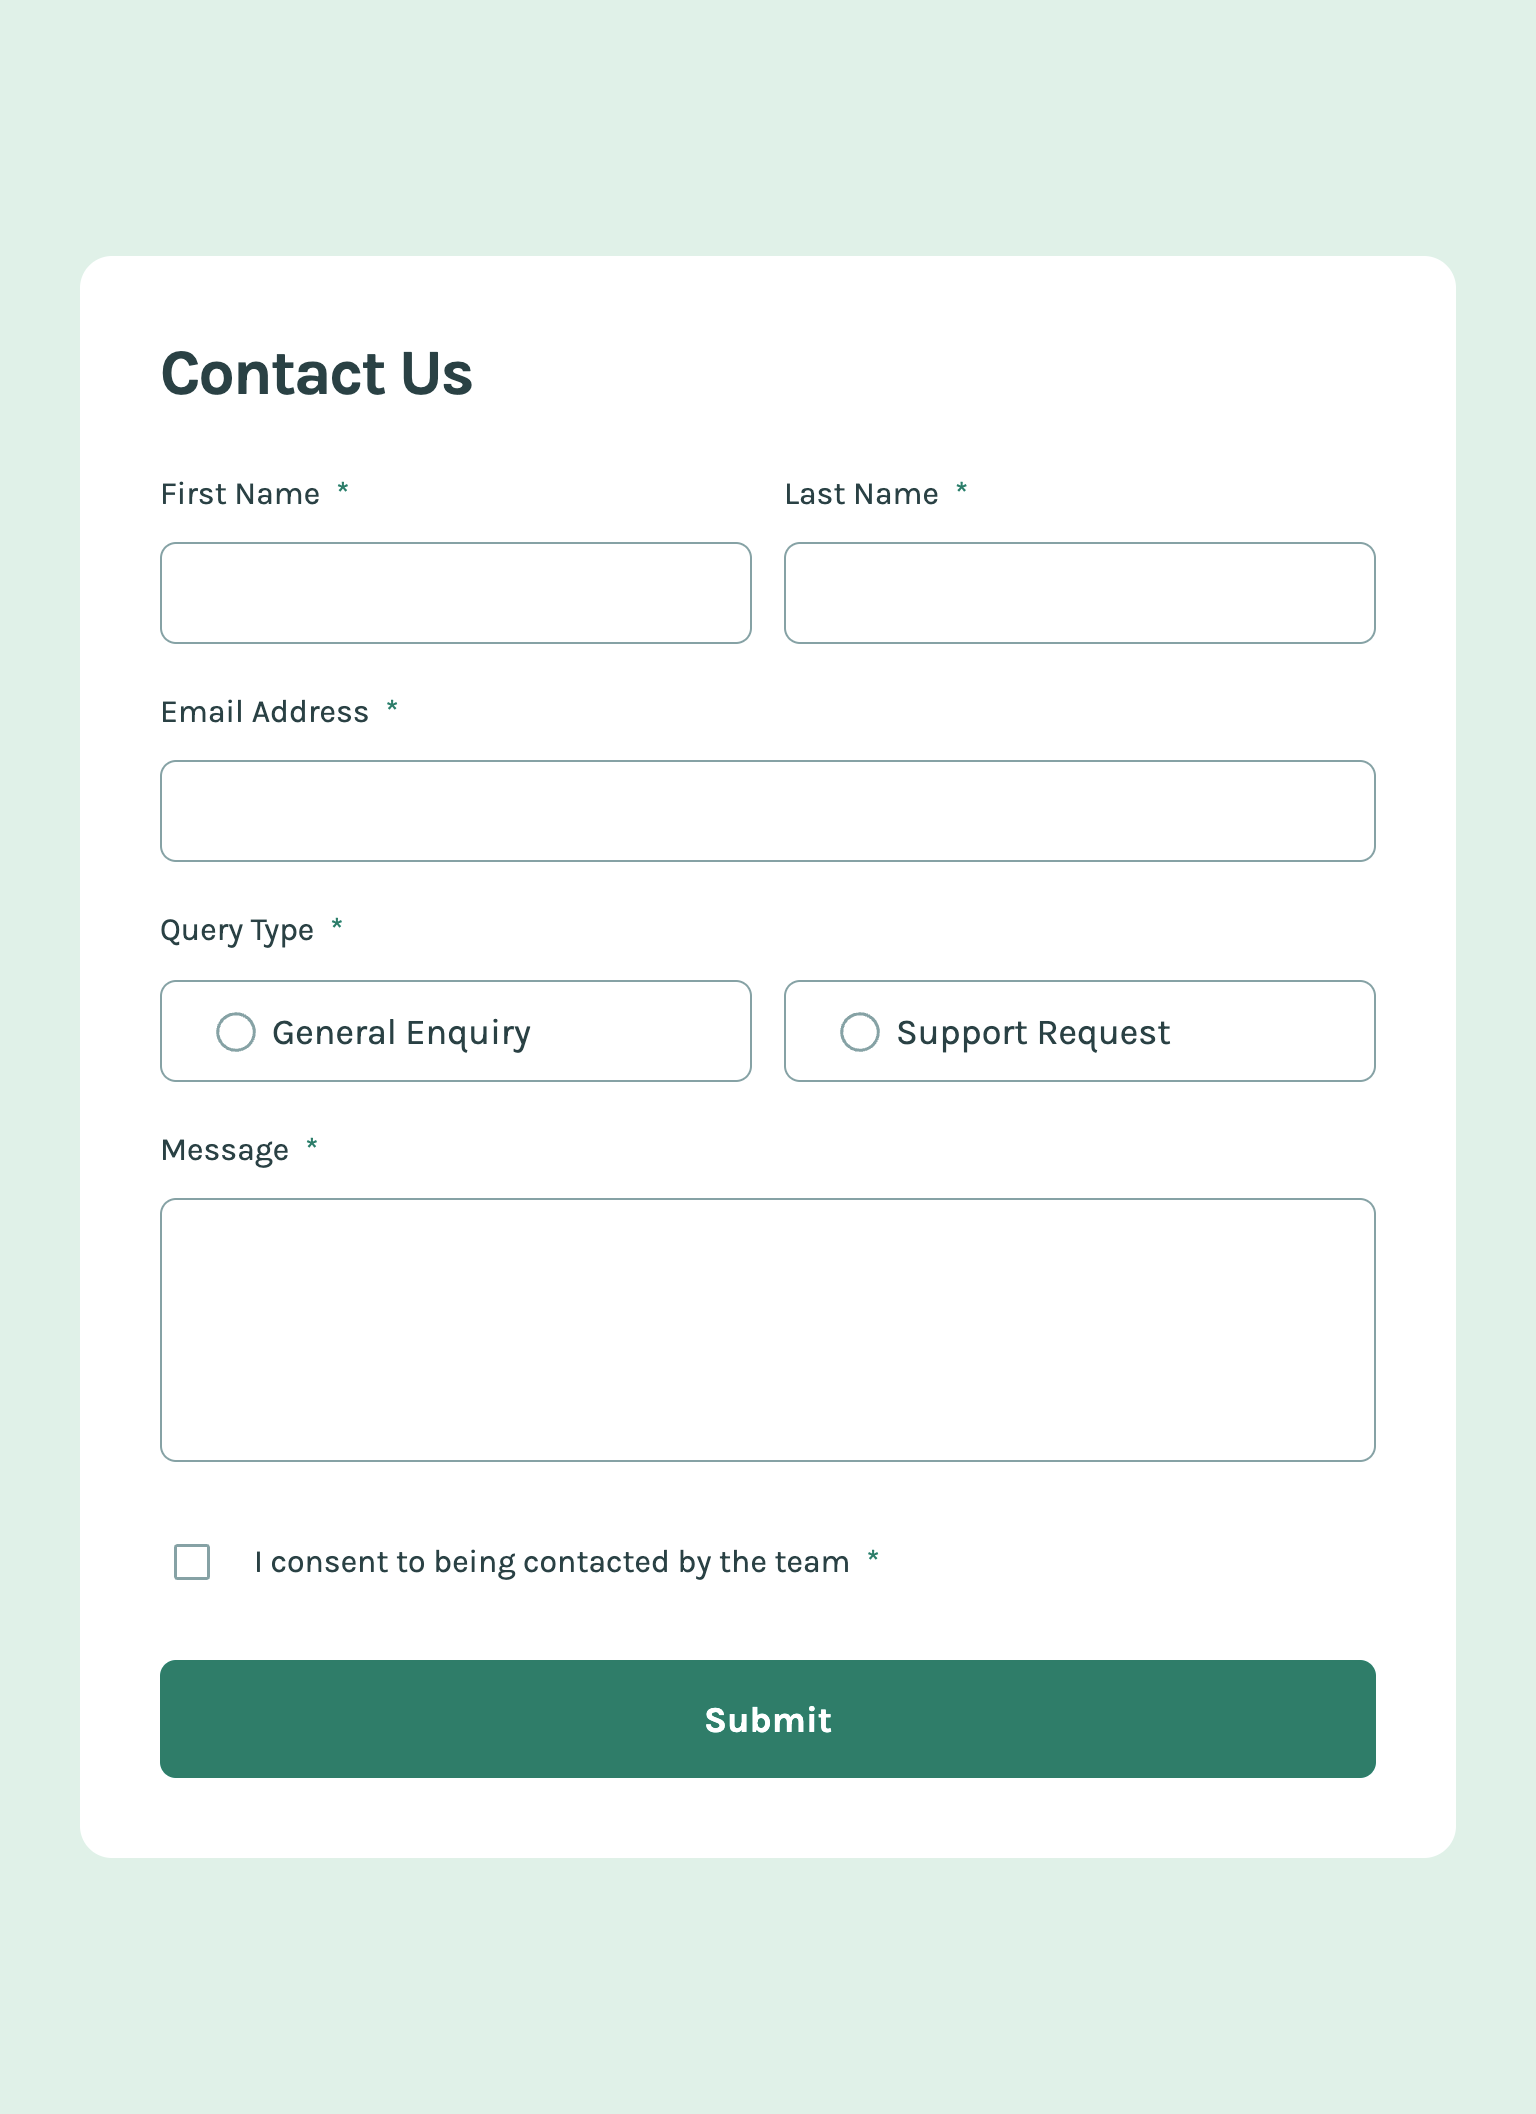 Contact Us
First Name * Last Name *
Email Address *
Query Type *
General Enquiry Support Request
Message *
I consent to being contacted by the team *
Submit